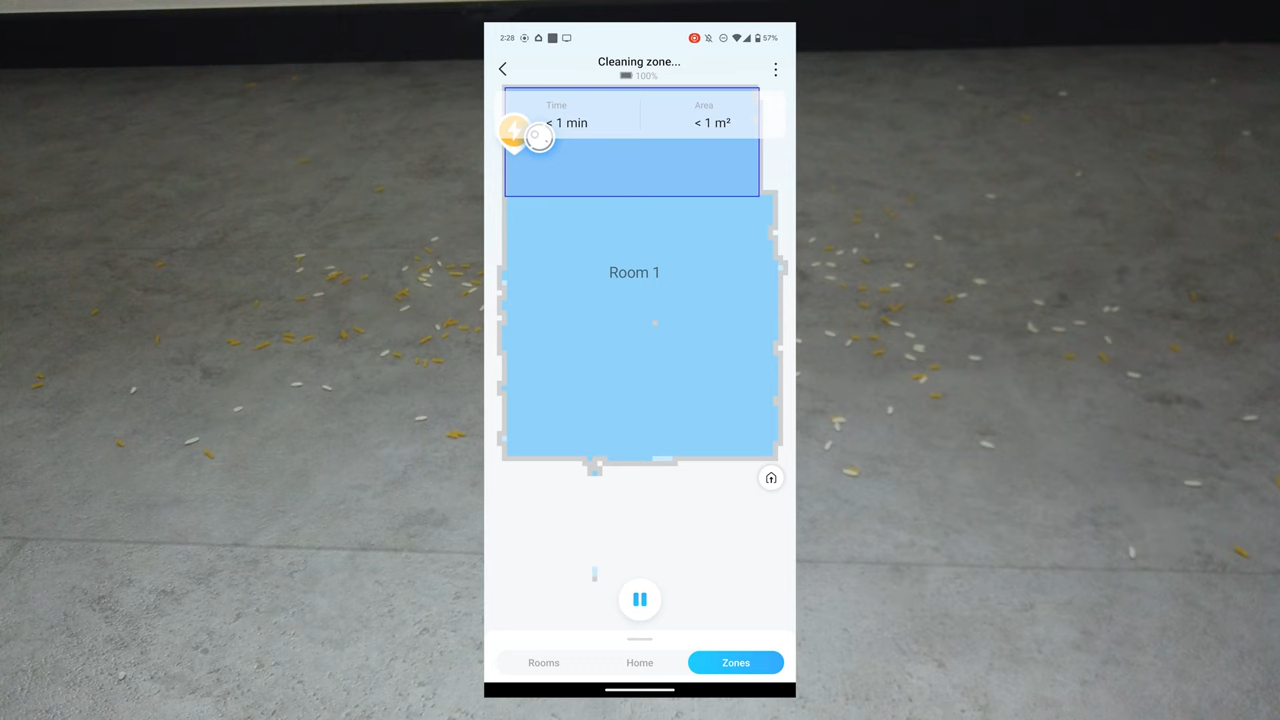 2:28
57%
Cleaning zone...
100%
Time
Area
< 1 min
< 1 m²
Room 1
Rooms
Home
Zones